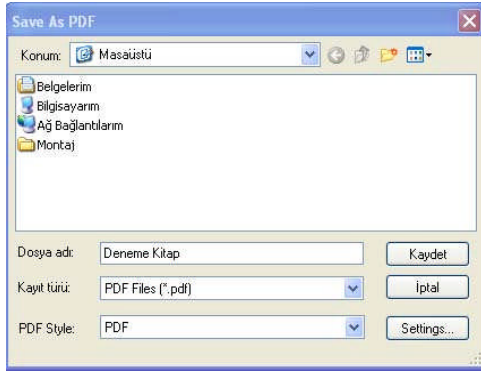 Save As PDF
Konum: Masaüstü
Belgelerim
Bilgisayarım
Ağ Bağlantılarım
Montaj
Dosya adı: Deneme Kitap Kaydet
Kayıt türü: PDF Files (*.pdf) İptal
PDF Style: PDF Settings...